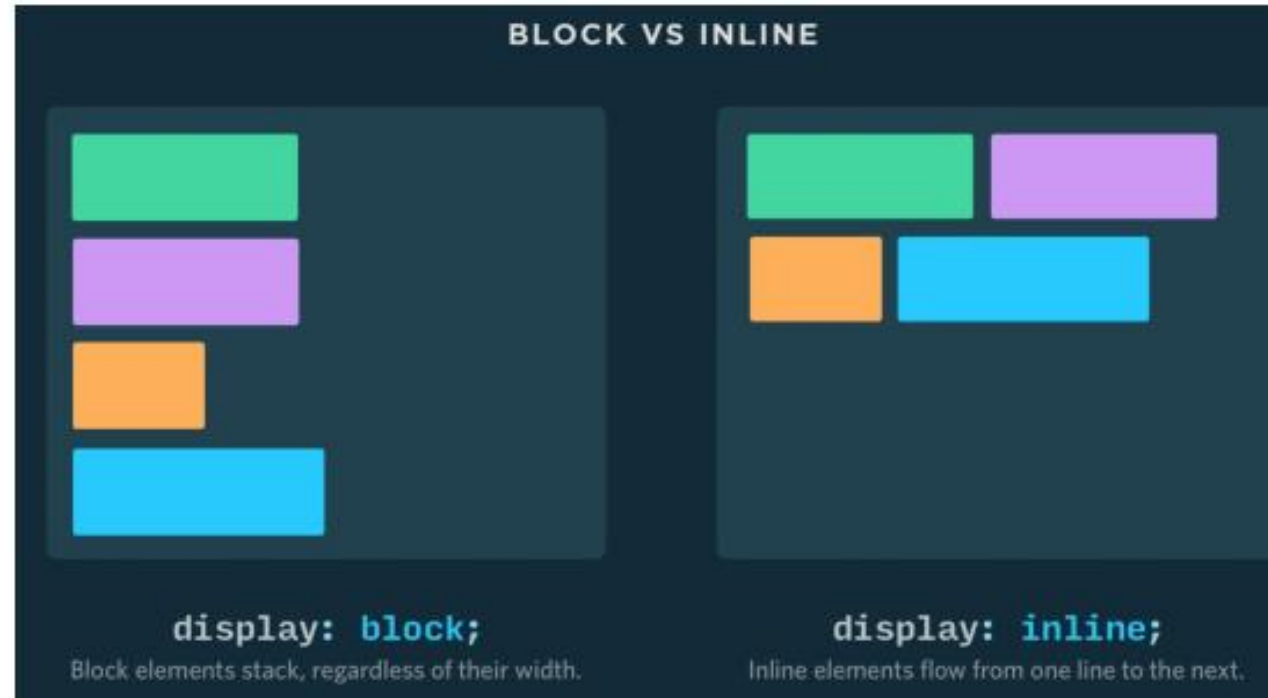 BLOCK VS INLINE
display: block;
Block elements stack, regardless of their width.
display: inline;
Inline elements flow from one line to the next.